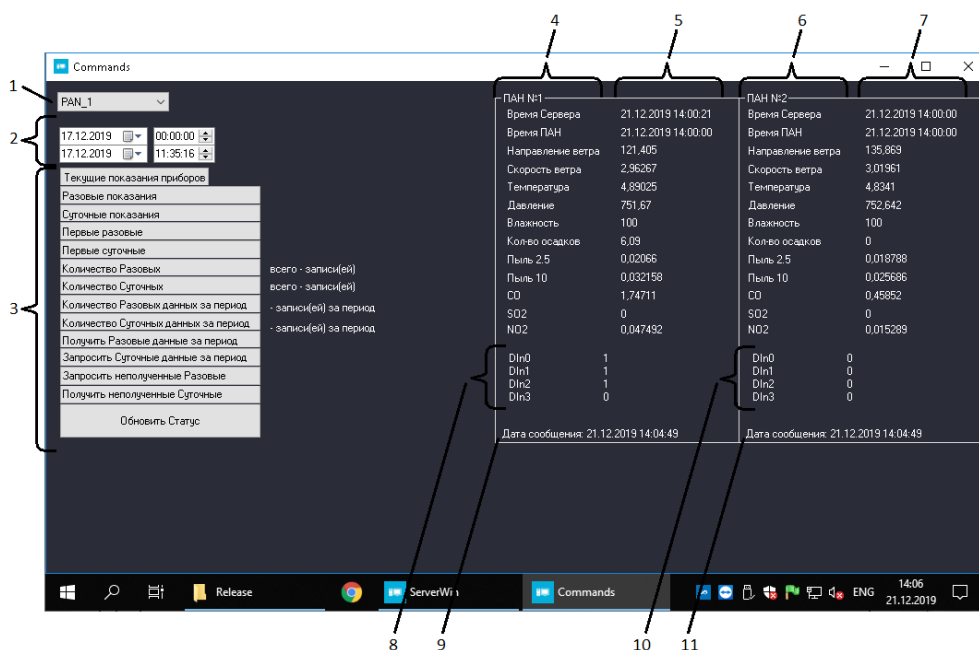 4 5 6 7
Commands
1
PAN_1
2
17.12.2019 00:00:00
17.12.2019 11:35:16
3
Текущие показания приборов
Разовые показания
Суточные показания
Первые разовые
Первые суточные
Количество Разовых всего - записи(ей)
Количество Суточных всего - записи(ей)
Количество Разовых данных за период - записи(ей) за период
Количество Суточных данных за период - записи(ей) за период
Получить Разовые данные за период
Запросить Суточные данные за период
Запросить неполученные Разовые
Получить неполученные Суточные
Обновить Статус
ПАН №1
Время Сервера 21.12.2019 14:00:21
Время ПАН 21.12.2019 14:00:00
Направление ветра 121,405
Скорость ветра 2,96267
Температура 4,89025
Давление 751,67
Влажность 100
Кол-во осадков 6,09
Пыль 2.5 0,02066
Пыль 10 0,032158
CO 1,74711
SO2 0
NO2 0,047492
DIn0 1
DIn1 1
DIn2 1
DIn3 0
Дата сообщения: 21.12.2019 14:04:49
ПАН №2
Время Сервера 21.12.2019 14:00:00
Время ПАН 21.12.2019 14:00:00
Направление ветра 135,869
Скорость ветра 3,01961
Температура 4,8341
Давление 752,642
Влажность 100
Кол-во осадков 0
Пыль 2.5 0,018788
Пыль 10 0,025686
CO 0,45852
SO2 0
NO2 0,015289
DIn0 0
DIn1 0
DIn2 0
DIn3 0
Дата сообщения: 21.12.2019 14:04:49
Release
ServerWin
Commands
ENG
14:06
21.12.2019
8 9 10 11